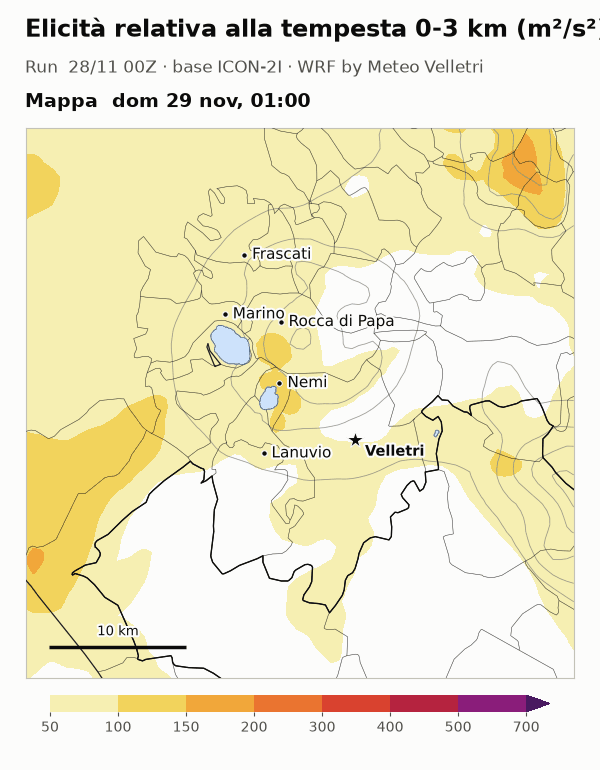 Elicità relativa alla tempesta 0-3 km (m²/s²)
Run 28/11 00Z · base ICON-2I · WRF by Meteo Velletri
Mappa dom 29 nov, 01:00
Frascati
Marino
Rocca di Papa
Nemi
Velletri
Lanuvio
10 km
50 100 150 200 300 400 500 700